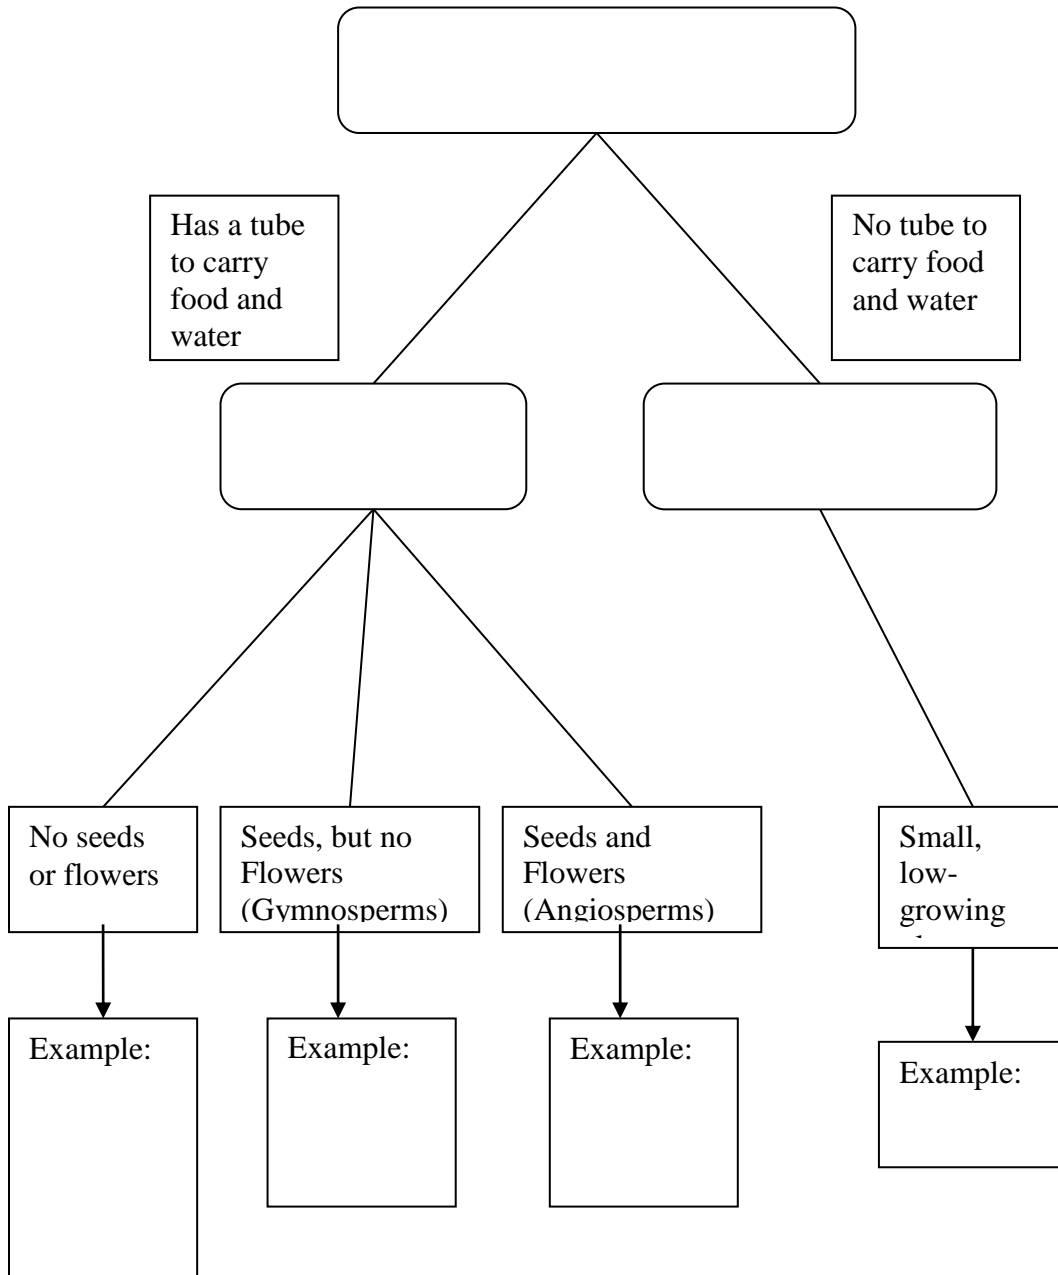 Has a tube
to carry
food and
water
No tube to
carry food
and water
No seeds
or flowers
Seeds, but no
Flowers
(Gymnosperms)
Seeds and
Flowers
(Angiosperms)
Small,
low-
growing
Example:
Example:
Example:
Example: